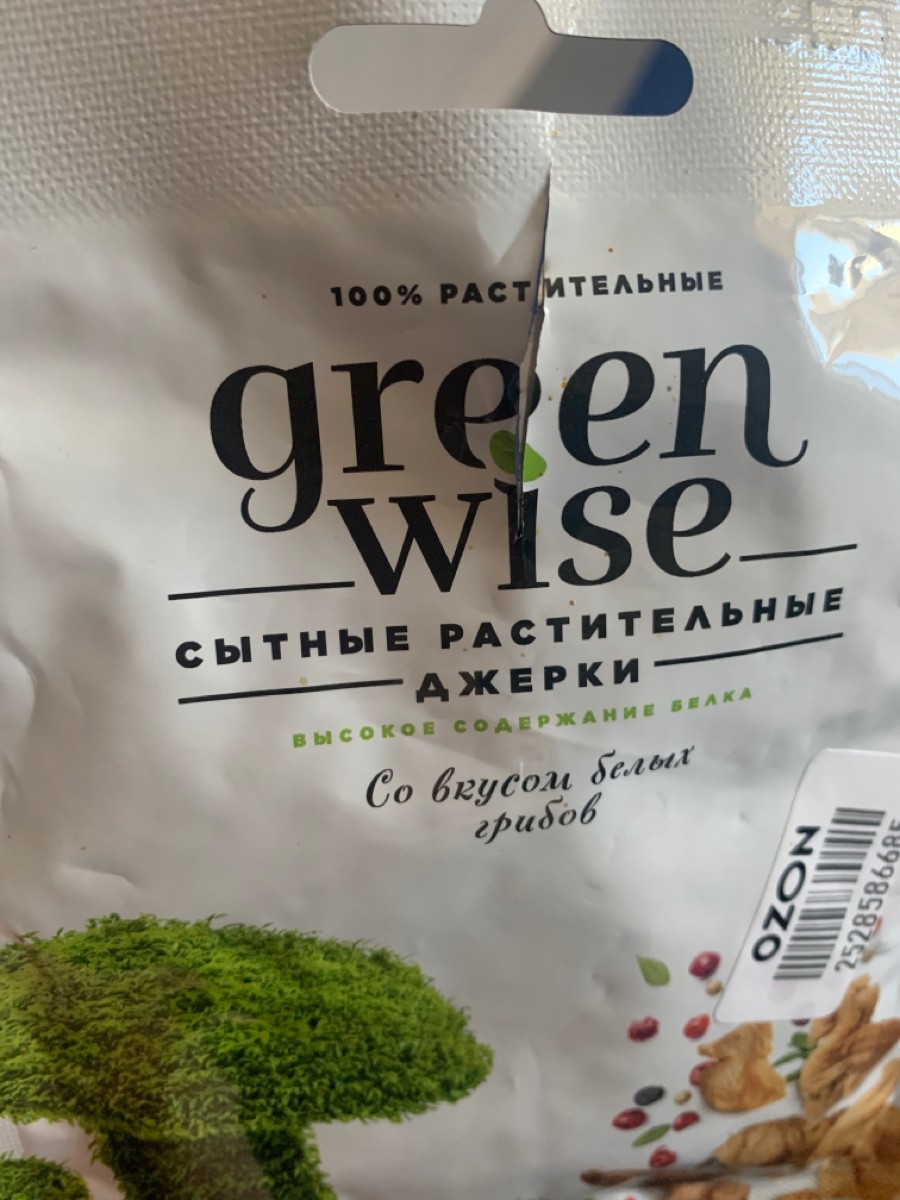 100% РАСТИТЕЛЬНЫЕ
green
wise
СЫТНЫЕ РАСТИТЕЛЬНЫЕ
ДЖЕРКИ
ВЫСОКОЕ СОДЕРЖАНИЕ БЕЛКА
Со вкусом белых
грибов
OZON